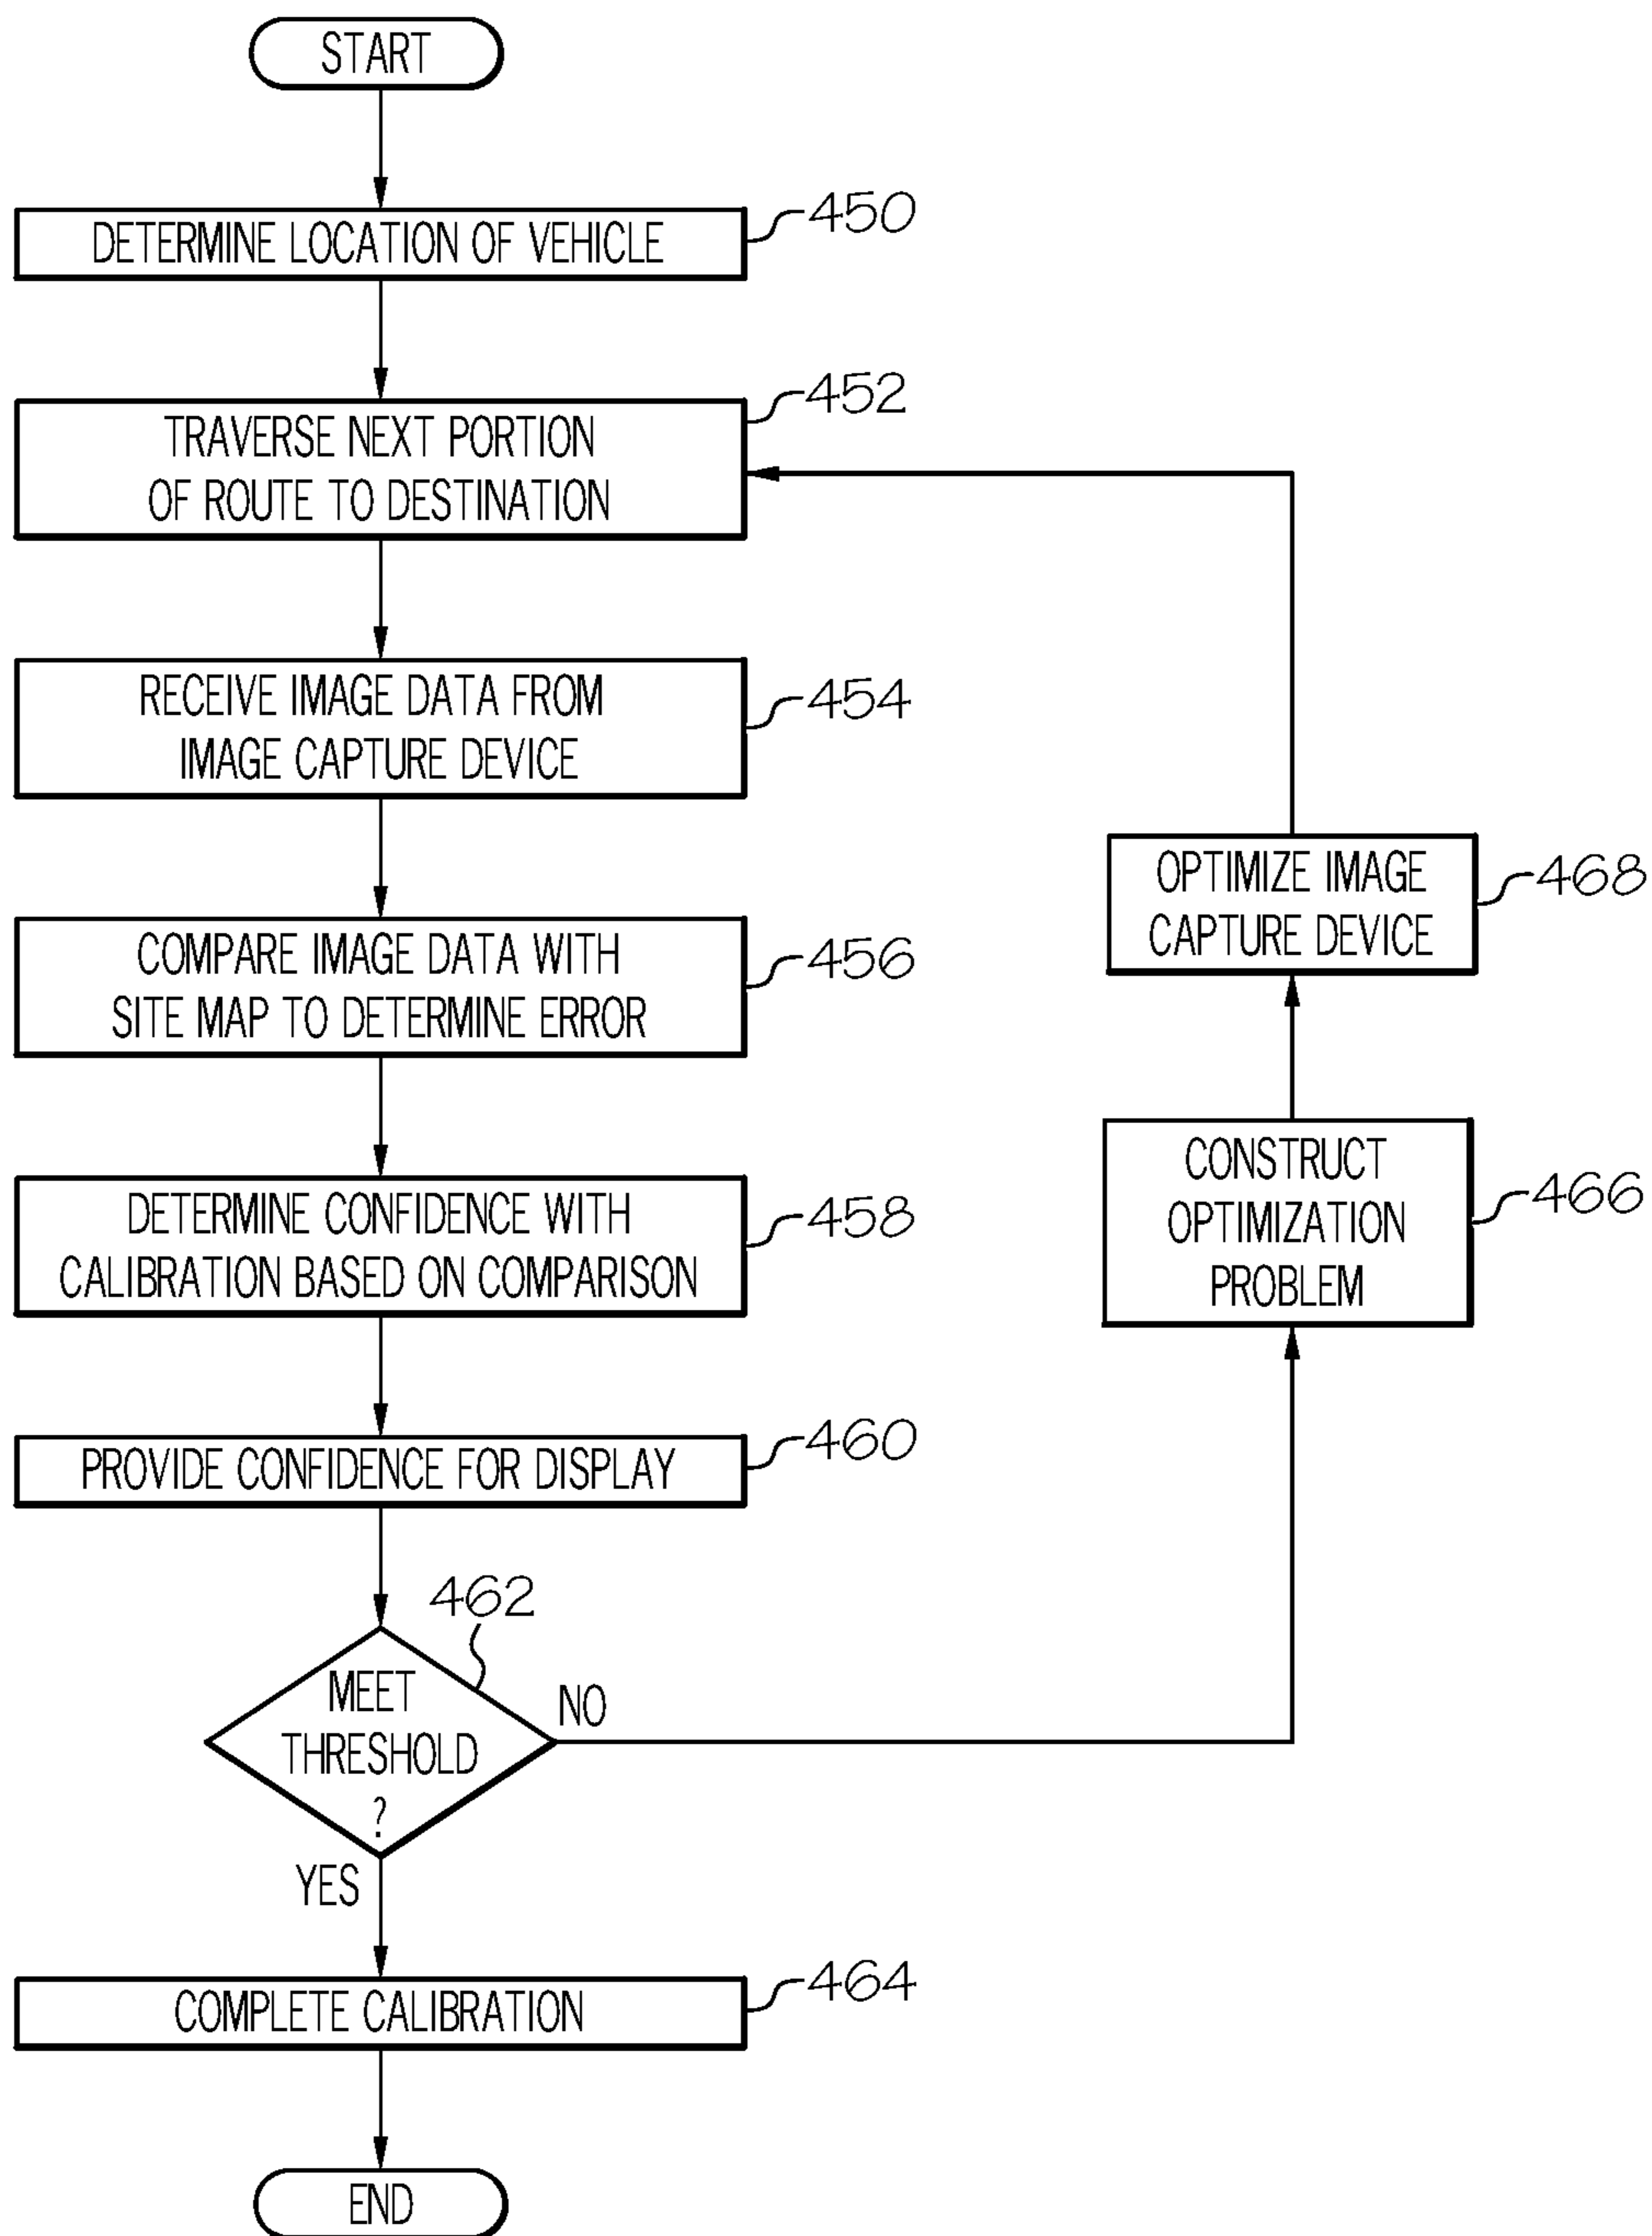 START
DETERMINE LOCATION OF VEHICLE
450
TRAVERSE NEXT PORTION
OF ROUTE TO DESTINATION
452
RECEIVE IMAGE DATA FROM
IMAGE CAPTURE DEVICE
454
COMPARE IMAGE DATA WITH
SITE MAP TO DETERMINE ERROR
456
DETERMINE CONFIDENCE WITH
CALIBRATION BASED ON COMPARISON
458
PROVIDE CONFIDENCE FOR DISPLAY
460
MEET
THRESHOLD
?
462
NO
YES
COMPLETE CALIBRATION
464
END
CONSTRUCT
OPTIMIZATION
PROBLEM
466
OPTIMIZE IMAGE
CAPTURE DEVICE
468